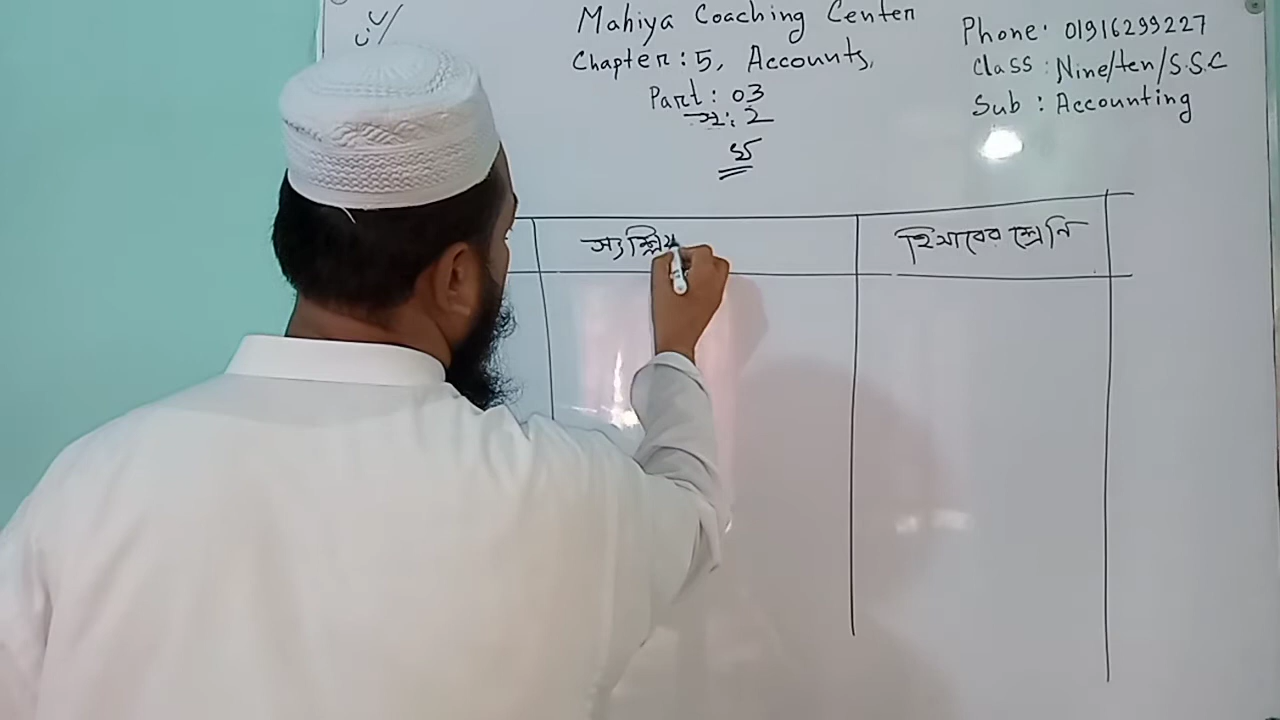 Mahiya Coaching Center
Chapter: 5, Accounts,
Part: 03
Phone: 01916299227
Class: Nine/ten/S.S.C
Sub: Accounting
হিসাবের শ্রেনি